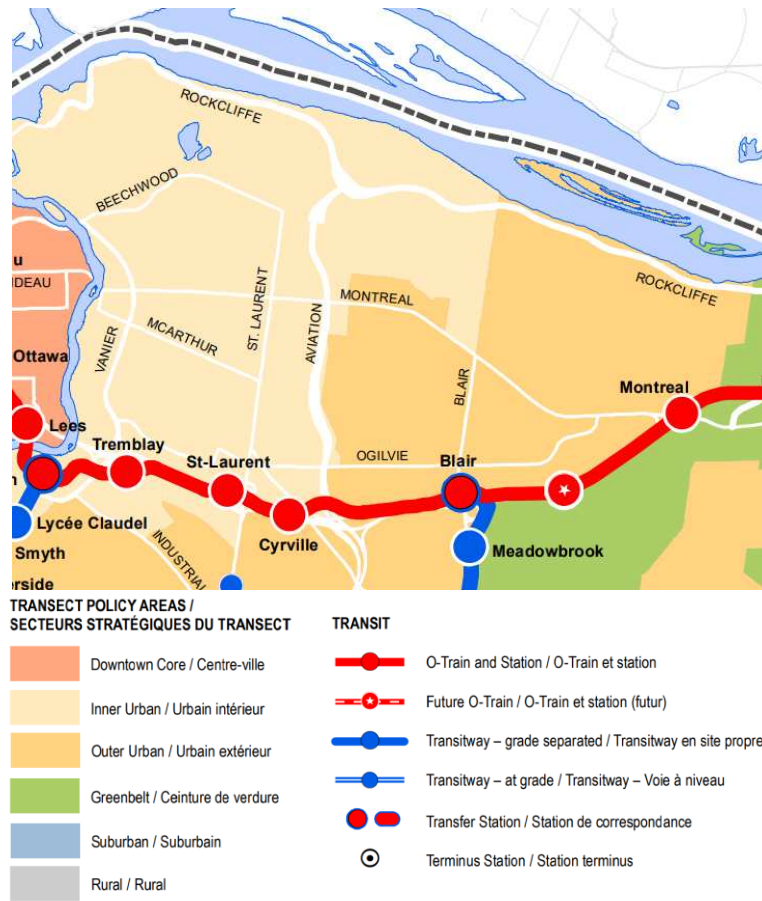 ROCKCLIFFE
BEECHWOOD
u
IDEAU
MONTREAL
ROCKCLIFFE
ST. LAURENT
AVIATION
MCARTHUR
VANIER
Ottawa
BLAIR
Montreal
Lees
Tremblay
St-Laurent
OGILVIE
Blair
n
Lycée Claudel
Cyrville
Meadowbrook
Smyth
INDUSTRIAL
erside
TRANSECT POLICY AREAS /
SECTEURS STRATÉGIQUES DU TRANSECT
Downtown Core / Centre-ville
Inner Urban / Urbain intérieur
Outer Urban / Urbain extérieur
Greenbelt / Ceinture de verdure
Suburban / Suburbain
Rural / Rural
TRANSIT
O-Train and Station / O-Train et station
Future O-Train / O-Train et station (futur)
Transitway – grade separated / Transitway en site propre
Transitway – at grade / Transitway – Voie à niveau
Transfer Station / Station de correspondance
Terminus Station / Station terminus